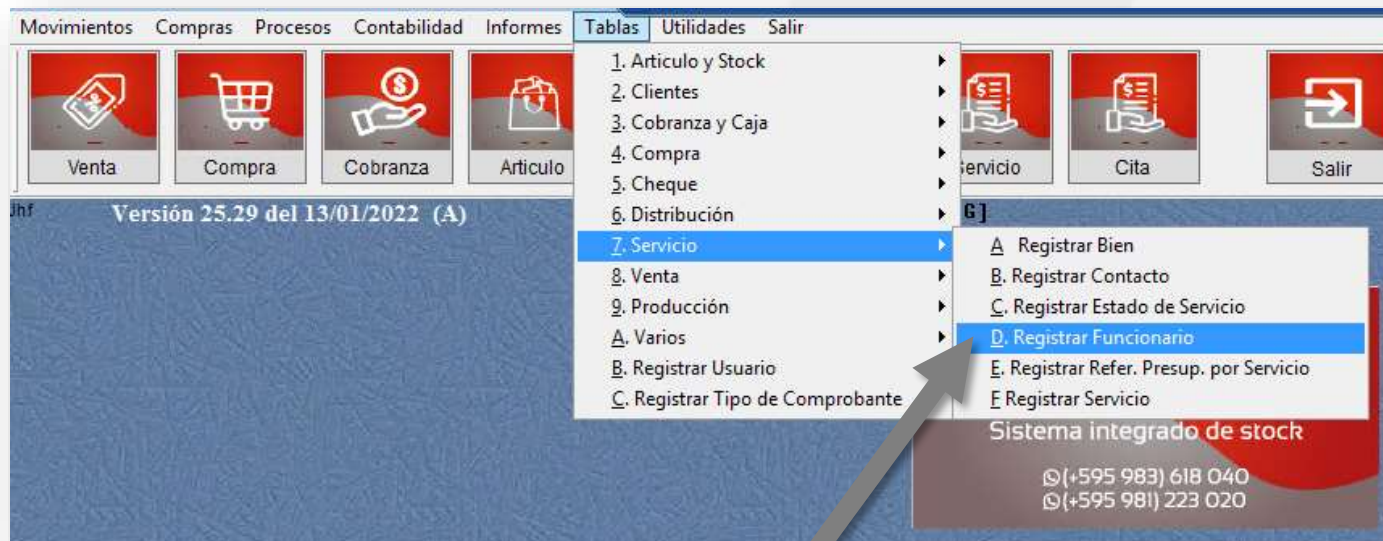 Movimientos Compras Procesos Contabilidad Informes Tablas Utilidades Salir
Venta Compra Cobranza Articulo Servicio Cita Salir
1. Articulo y Stock
2. Clientes
3. Cobranza y Caja
4. Compra
5. Cheque
6. Distribución
7. Servicio
8. Venta
9. Producción
A. Varios
B. Registrar Usuario
C. Registrar Tipo de Comprobante
Jhf Versión 25.29 del 13/01/2022 (A) G]
A Registrar Bien
B. Registrar Contacto
C. Registrar Estado de Servicio
D. Registrar Funcionario
E. Registrar Refer. Presup. por Servicio
F Registrar Servicio
Sistema integrado de stock
(+595 983) 618 040
(+595 981) 223 020